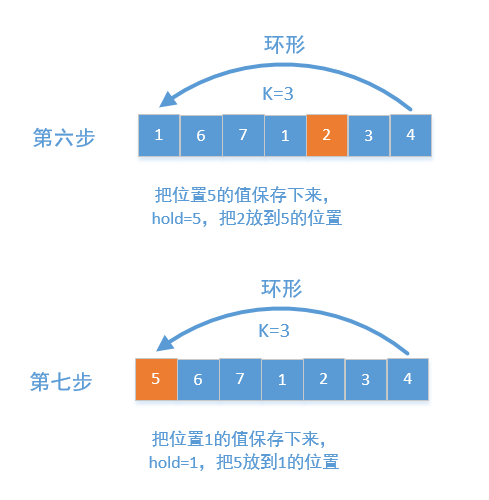 环形
K=3
第六步
1 6 7 1 2 3 4
把位置5的值保存下来，
hold=5，把2放到5的位置
环形
K=3
第七步
5 6 7 1 2 3 4
把位置1的值保存下来，
hold=1，把5放到1的位置